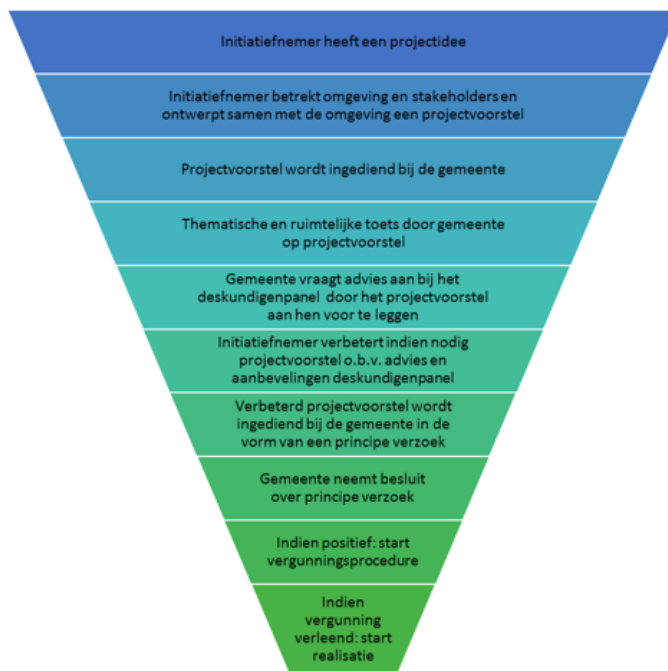 Initiatiefnemer heeft een projectidee
Initiatiefnemer betrekt omgeving en stakeholders en
ontwerpt samen met de omgeving een projectvoorstel
Projectvoorstel wordt ingediend bij de gemeente
Thematische en ruimtelijke toets door gemeente
op projectvoorstel
Gemeente vraagt advies aan bij het
deskundigenpanel door het projectvoorstel
aan hen voor te leggen
Initiatiefnemer verbetert indien nodig
projectvoorstel o.b.v. advies en
aanbevelingen deskundigenpanel
Verbeterd projectvoorstel wordt
ingediend bij de gemeente in de
vorm van een principe verzoek
Gemeente neemt besluit
over principe verzoek
Indien positief: start
vergunningsprocedure
Indien
vergunning
verleend: start
realisatie